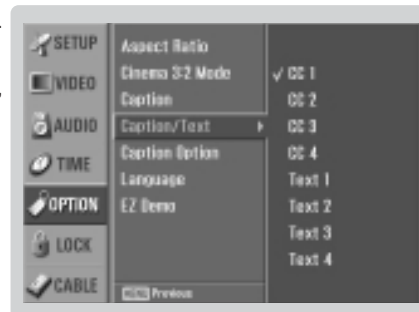 SETUP
VIDEO
AUDIO
TIME
OPTION
LOCK
CABLE
Aspect Ratio
Cinema 3:2 Mode
Caption
Caption/Text
Caption Option
Language
EZ Demo
MENU Previous
✓ CC 1
CC 2
CC 3
CC 4
Text 1
Text 2
Text 3
Text 4